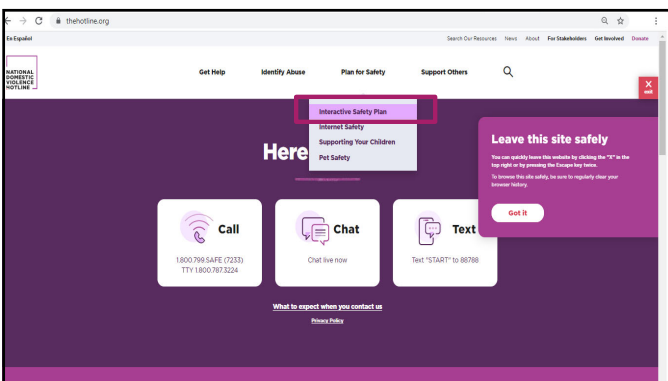 thehotline.org
En Español
Search Our Resources News About For Stakeholders Get Involved Donate
NATIONAL
DOMESTIC
VIOLENCE
HOTLINE
Get Help Identify Abuse Plan for Safety Support Others
X
exit
Interactive Safety Plan
Internet Safety
Supporting Your Children
Pet Safety
Here
Leave this site safely
You can quickly leave this website by clicking the "X" in the
top right or by pressing the Escape key twice.
To browse this site safely, be sure to regularly clear your
browser history.
Got it
Call
1.800.799.SAFE (7233)
TTY 1.800.787.3224
Chat
Chat live now
Text
Text "START" to 88788
What to expect when you contact us
Privacy Policy